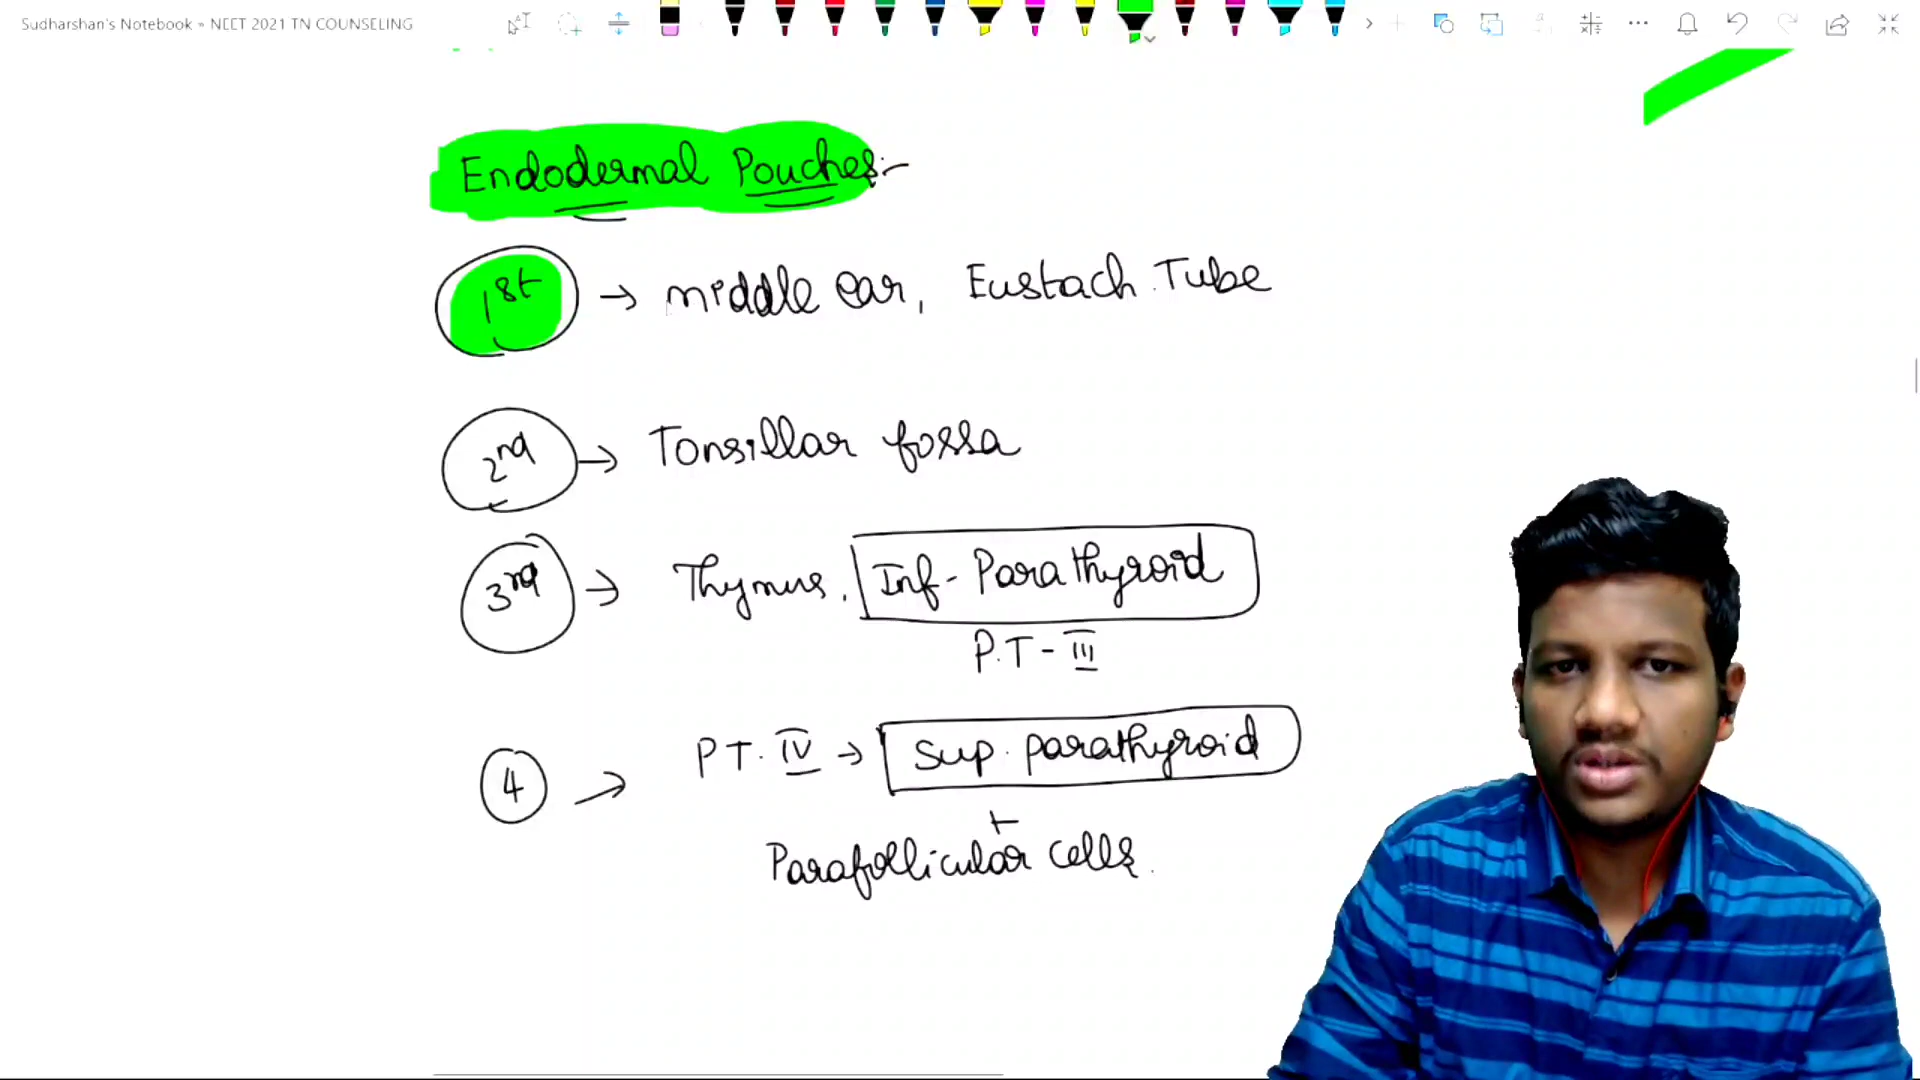 Sudharshan's Notebook » NEET 2021 TN COUNSELING
Endodermal Pouches:-
1st → middle ear, Eustach. Tube
2nd → Tonsillar fossa
3rd → Thymus, Inf- Parathyroid
P.T - III
4 → P T. IV → Sup. parathyroid
+
Parafollicular cells.